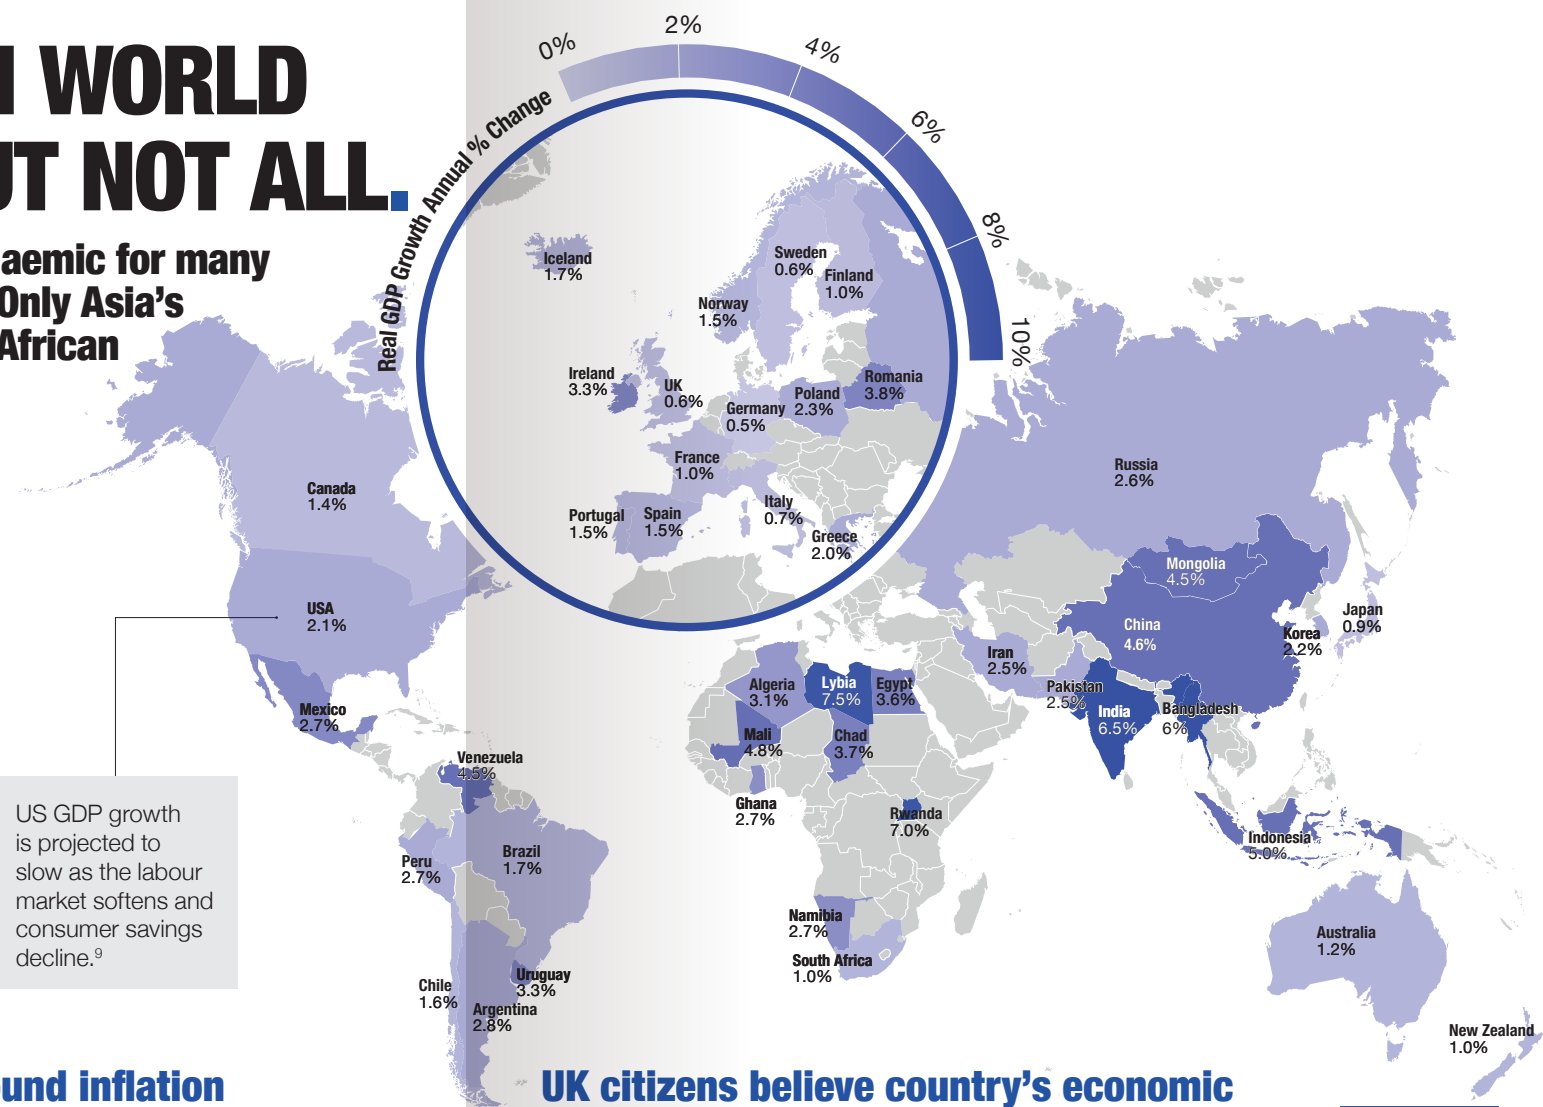 WORLD
UT NOT ALL.
aemic for many
Only Asia's
African
0%
2%
4%
6%
8%
10%
Real GDP Growth Annual % Change
Iceland
1.7%
Sweden
0.6%
Finland
1.0%
Norway
1.5%
Ireland
3.3%
UK
0.6%
Germany
0.5%
Poland
2.3%
Romania
3.8%
France
1.0%
Portugal
1.5%
Spain
1.5%
Italy
0.7%
Greece
2.0%
Canada
1.4%
USA
2.1%
Mexico
2.7%
Venezuela
4.5%
Peru
2.7%
Brazil
1.7%
Chile
1.6%
Uruguay
3.3%
Argentina
2.8%
Algeria
3.1%
Lybia
7.5%
Egypt
3.6%
Mali
4.8%
Chad
3.7%
Ghana
2.7%
Rwanda
7.0%
Namibia
2.7%
South Africa
1.0%
Russia
2.6%
Mongolia
4.5%
China
4.6%
Japan
0.9%
Korea
2.2%
Iran
2.5%
Pakistan
2.5%
India
6.5%
Bangladesh
6%
Indonesia
5.0%
Australia
1.2%
New Zealand
1.0%
US GDP growth
is projected to
slow as the labour
market softens and
consumer savings
decline.⁹
und inflation
UK citizens believe country's economic